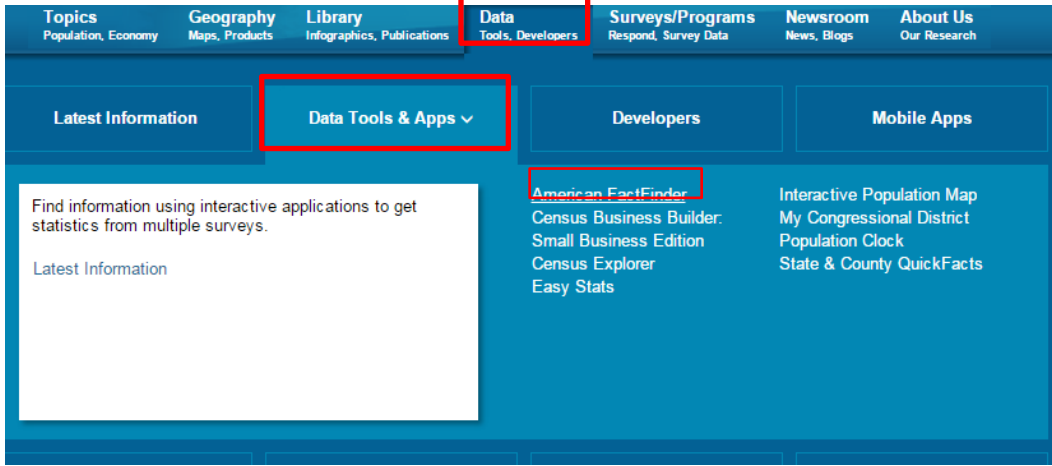 Topics Geography Library Data Surveys/Programs Newsroom About Us
Population, Economy Maps, Products Infographics, Publications Tools, Developers Respond, Survey Data News, Blogs Our Research
Latest Information Data Tools & Apps Developers Mobile Apps
Find information using interactive applications to get
statistics from multiple surveys.
Latest Information
American FactFinder
Census Business Builder:
Small Business Edition
Census Explorer
Easy Stats
Interactive Population Map
My Congressional District
Population Clock
State & County QuickFacts